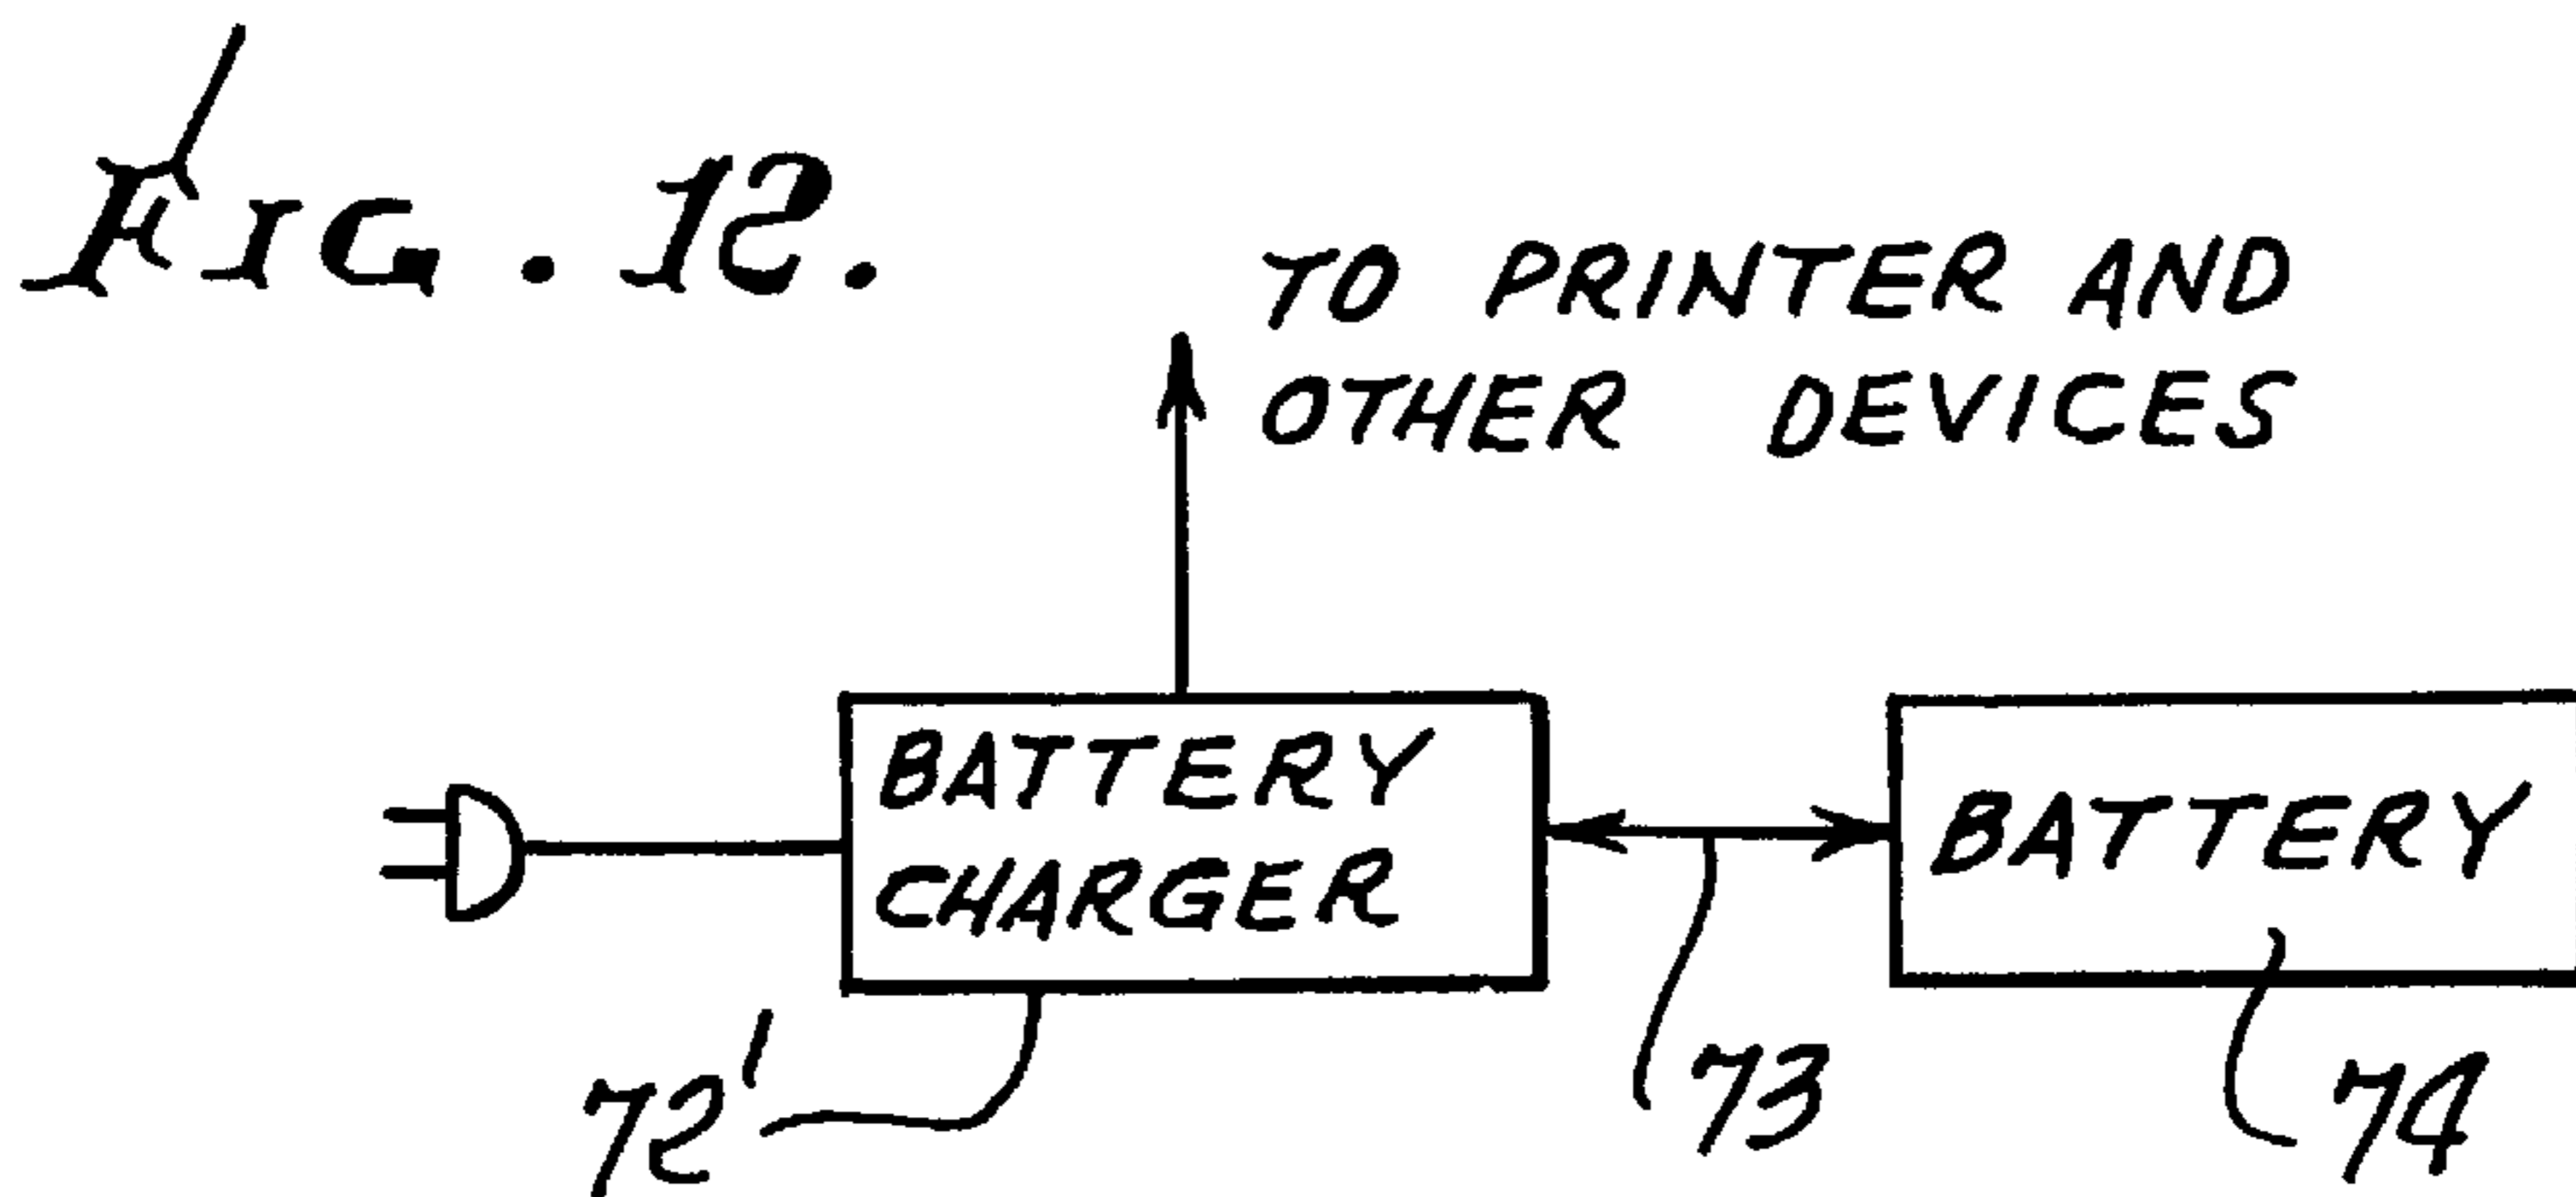 FIG. 12.
TO PRINTER AND
OTHER DEVICES
BATTERY
CHARGER
BATTERY
72'
73
74